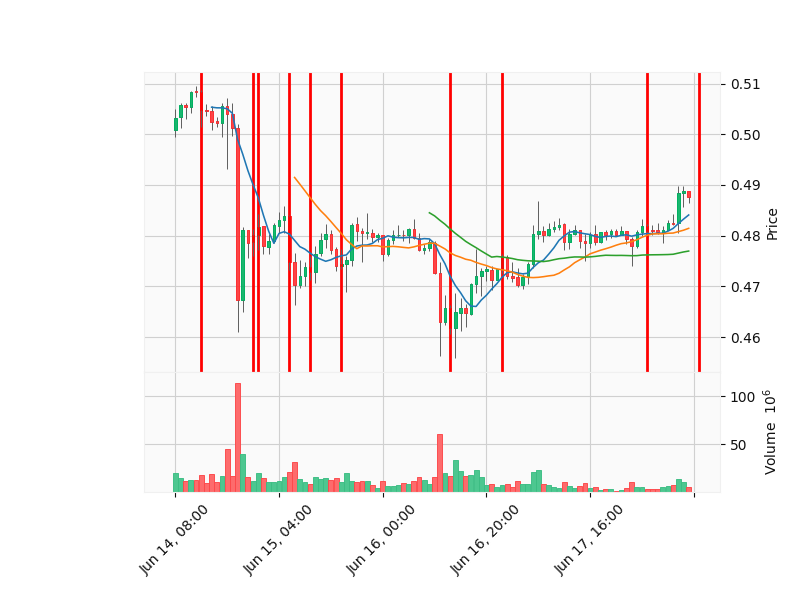 0.51
0.50
0.49
0.48
0.47
0.46
Price
100
50
Volume 10^6
Jun 14, 08:00
Jun 15, 04:00
Jun 16, 00:00
Jun 16, 20:00
Jun 17, 16:00